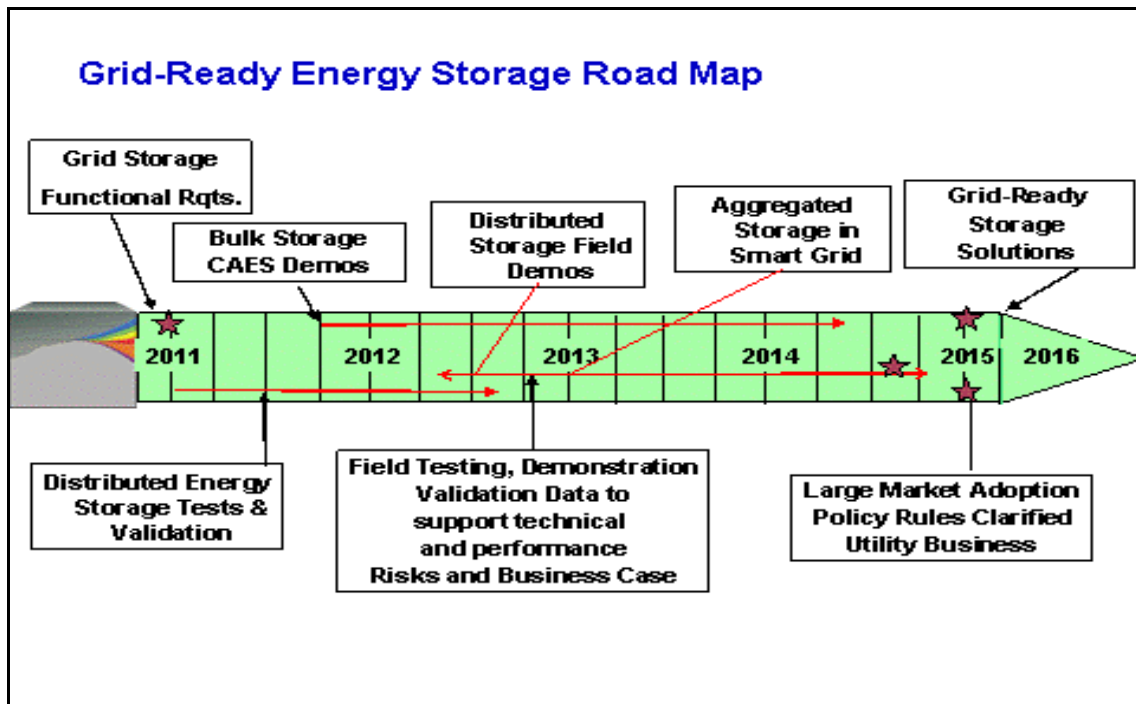 Grid-Ready Energy Storage Road Map
Grid Storage
Functional Rqts.
Bulk Storage
CAES Demos
Distributed
Storage Field
Demos
Aggregated
Storage in
Smart Grid
Grid-Ready
Storage
Solutions
2011
2012
2013
2014
2015
2016
Distributed Energy
Storage Tests &
Validation
Field Testing, Demonstration
Validation Data to
support technical
and performance
Risks and Business Case
Large Market Adoption
Policy Rules Clarified
Utility Business